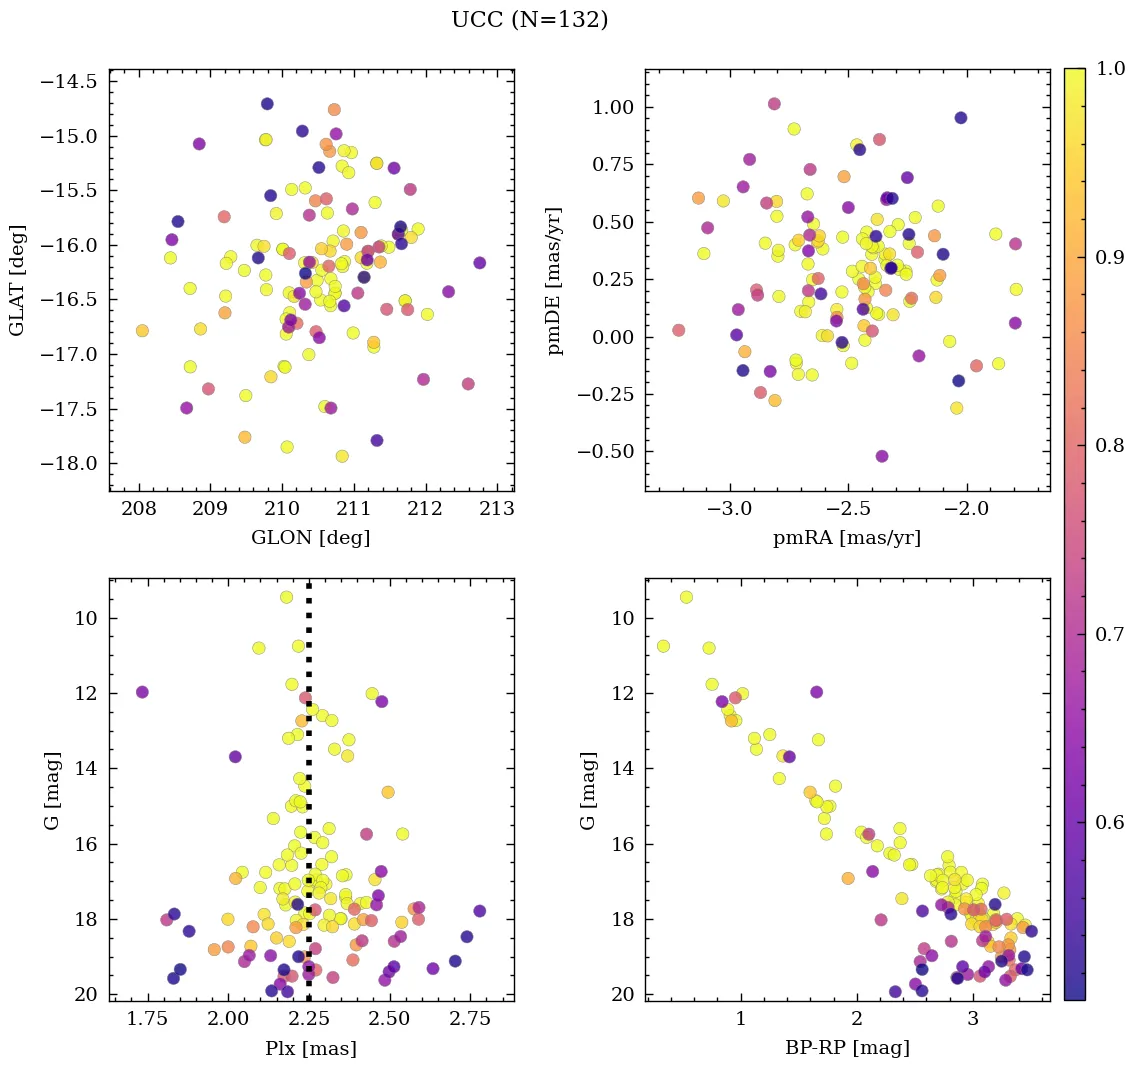 UCC (N=132)
−14.5
−15.0
−15.5
−16.0
−16.5
−17.0
−17.5
−18.0
GLAT [deg]
208 209 210 211 212 213
GLON [deg]
1.00
0.75
0.50
0.25
0.00
−0.25
−0.50
pmDE [mas/yr]
−3.0 −2.5 −2.0
pmRA [mas/yr]
1.0
0.9
0.8
0.7
0.6
10
12
14
16
18
20
G [mag]
1.75 2.00 2.25 2.50 2.75
Plx [mas]
10
12
14
16
18
20
G [mag]
1 2 3
BP-RP [mag]